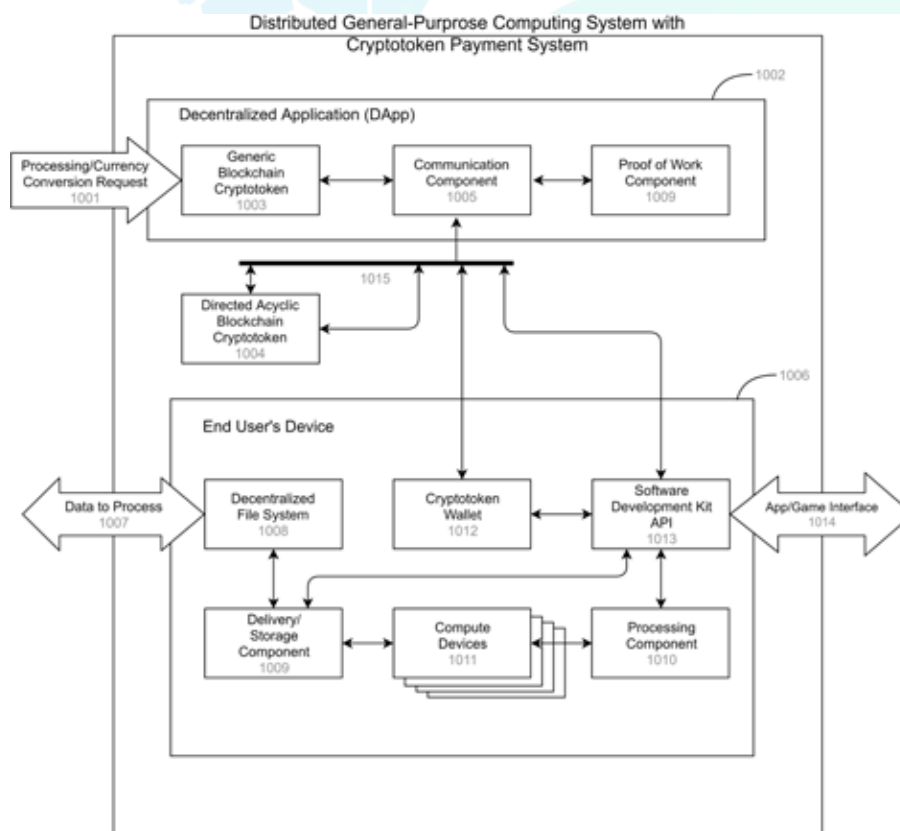 Distributed General-Purpose Computing System with
Cryptotoken Payment System
1002
Decentralized Application (DApp)
Processing/Currency
Conversion Request
1001
Generic
Blockchain
Cryptotoken
1003
Communication
Component
1005
Proof of Work
Component
1009
1015
Directed Acyclic
Blockchain
Cryptotoken
1004
1006
End User's Device
Data to Process
1007
Decentralized
File System
1008
Cryptotoken
Wallet
1012
Software
Development Kit
API
1013
App/Game Interface
1014
Delivery/
Storage
Component
1009
Compute
Devices
1011
Processing
Component
1010